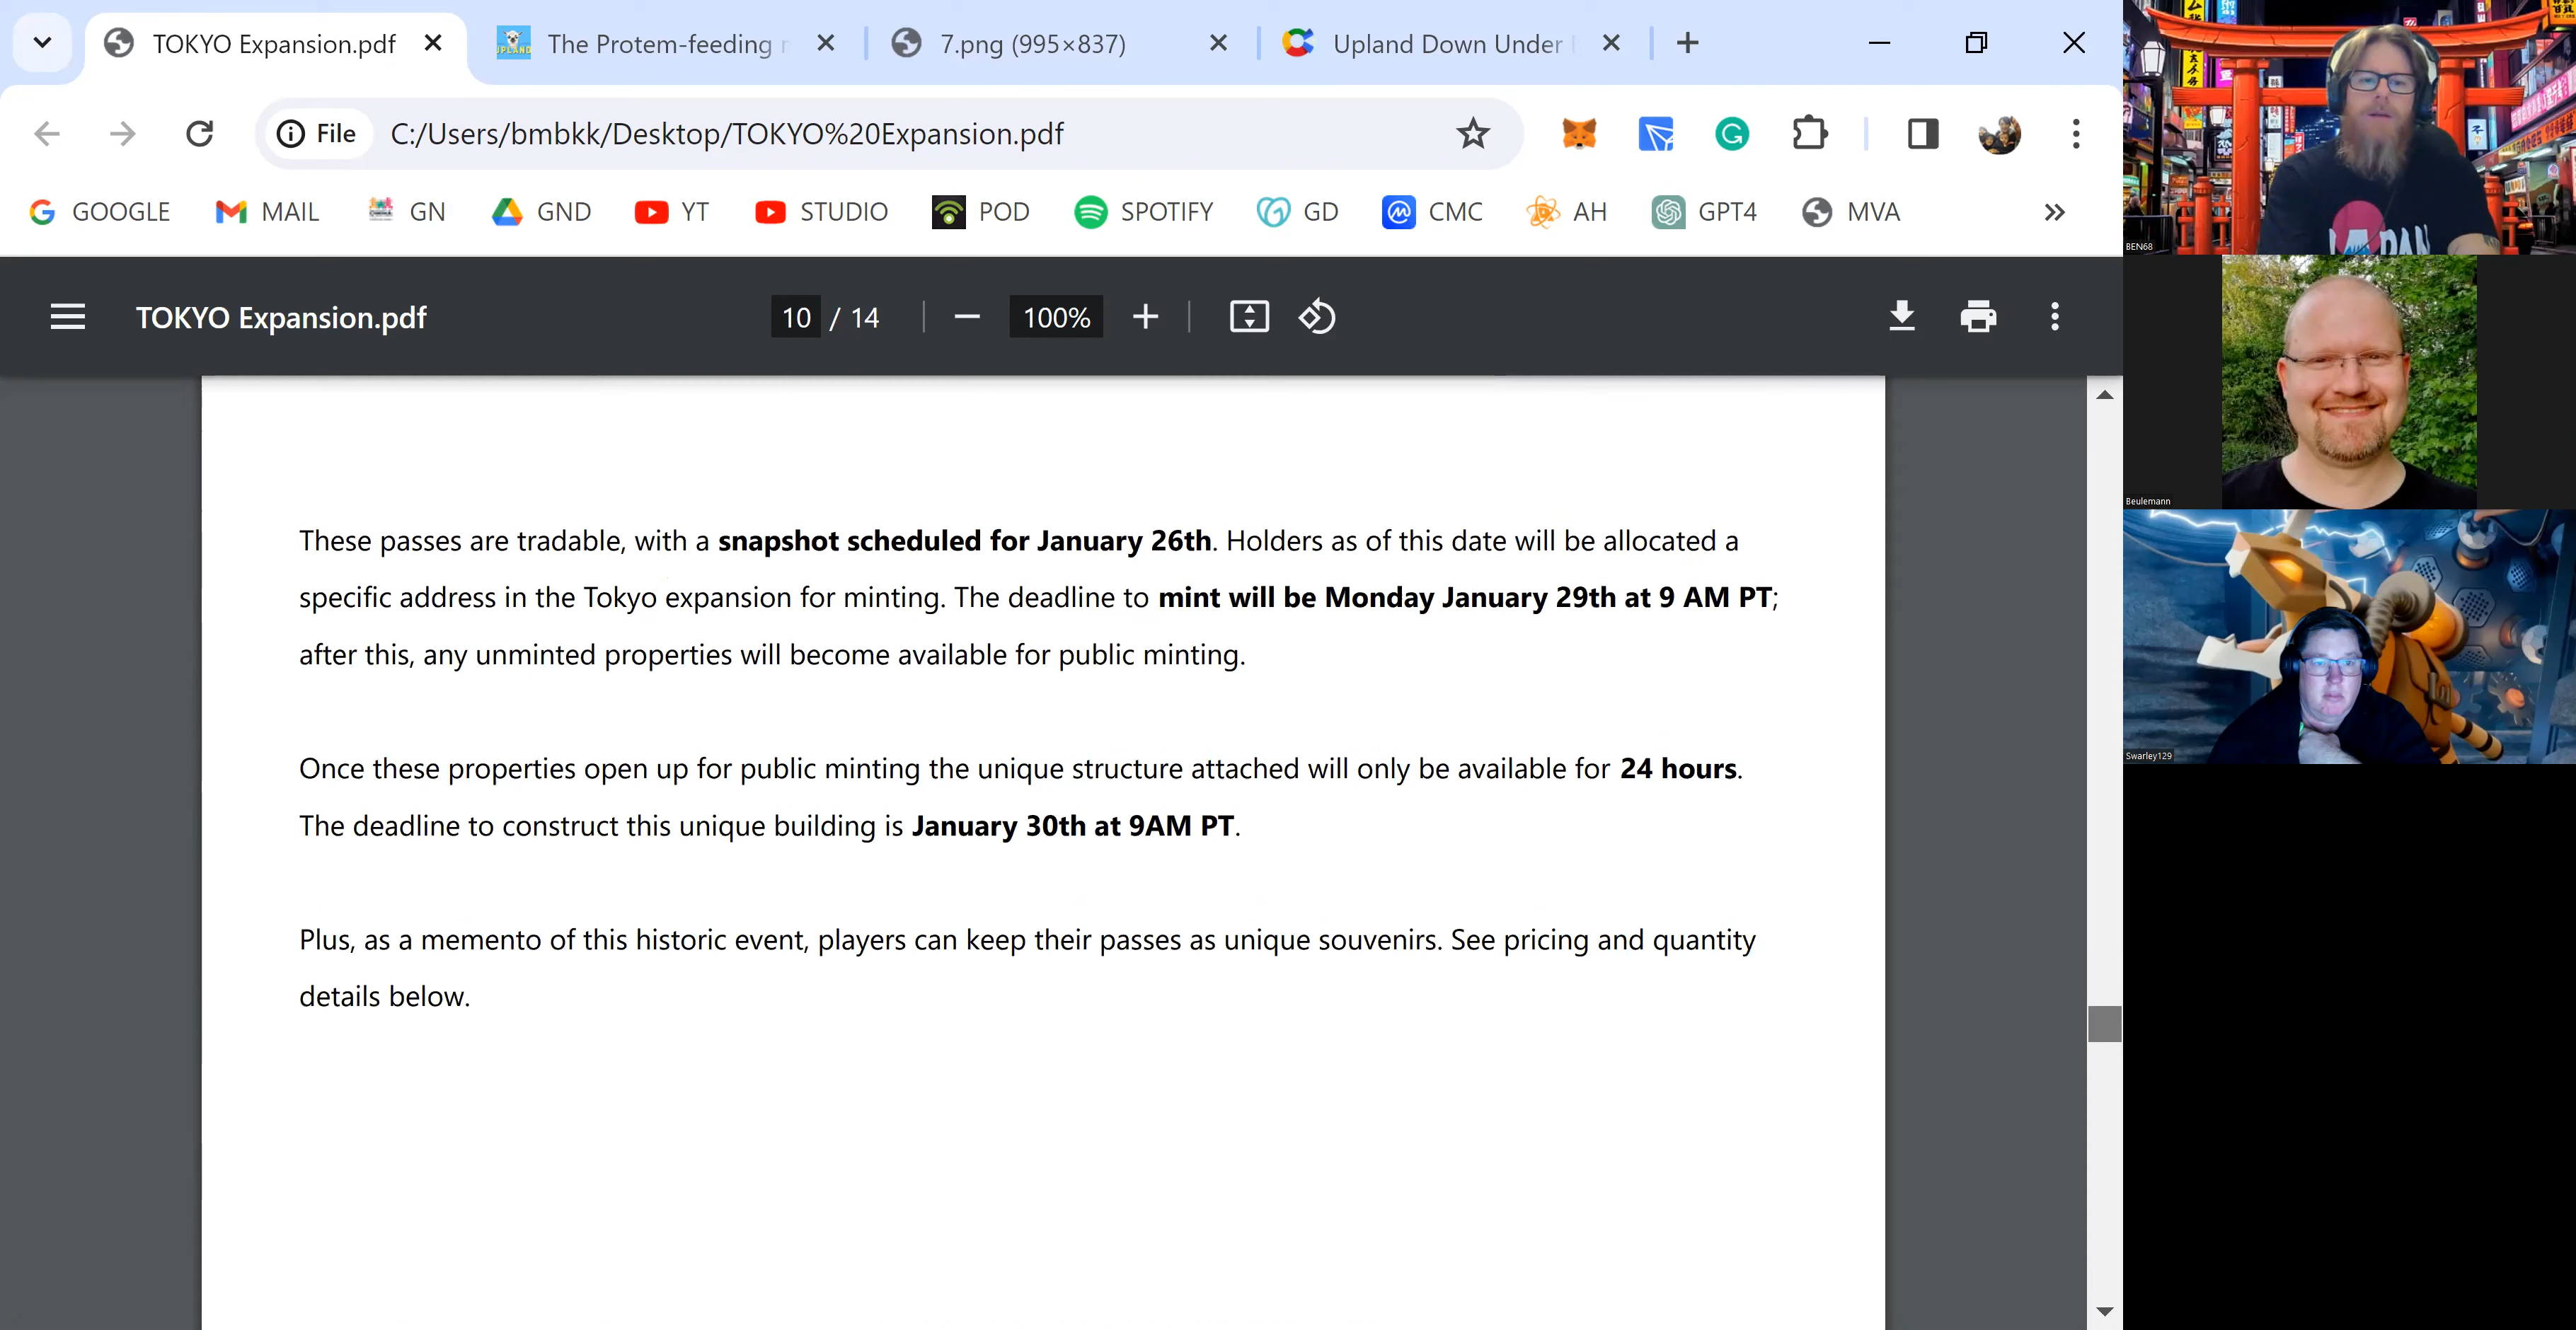 TOKYO Expansion.pdf
The Protem-feeding
7.png (995×837)
Upland Down Under
File
C:/Users/bmbkk/Desktop/TOKYO%20Expansion.pdf
GOOGLE
MAIL
GN
GND
YT
STUDIO
POD
SPOTIFY
GD
CMC
AH
GPT4
MVA
TOKYO Expansion.pdf
10 / 14
100%
These passes are tradable, with a snapshot scheduled for January 26th. Holders as of this date will be allocated a
specific address in the Tokyo expansion for minting. The deadline to mint will be Monday January 29th at 9 AM PT;
after this, any unminted properties will become available for public minting.
Once these properties open up for public minting the unique structure attached will only be available for 24 hours.
The deadline to construct this unique building is January 30th at 9AM PT.
Plus, as a memento of this historic event, players can keep their passes as unique souvenirs. See pricing and quantity
details below.
BEN68
Beulemann
Swarley129